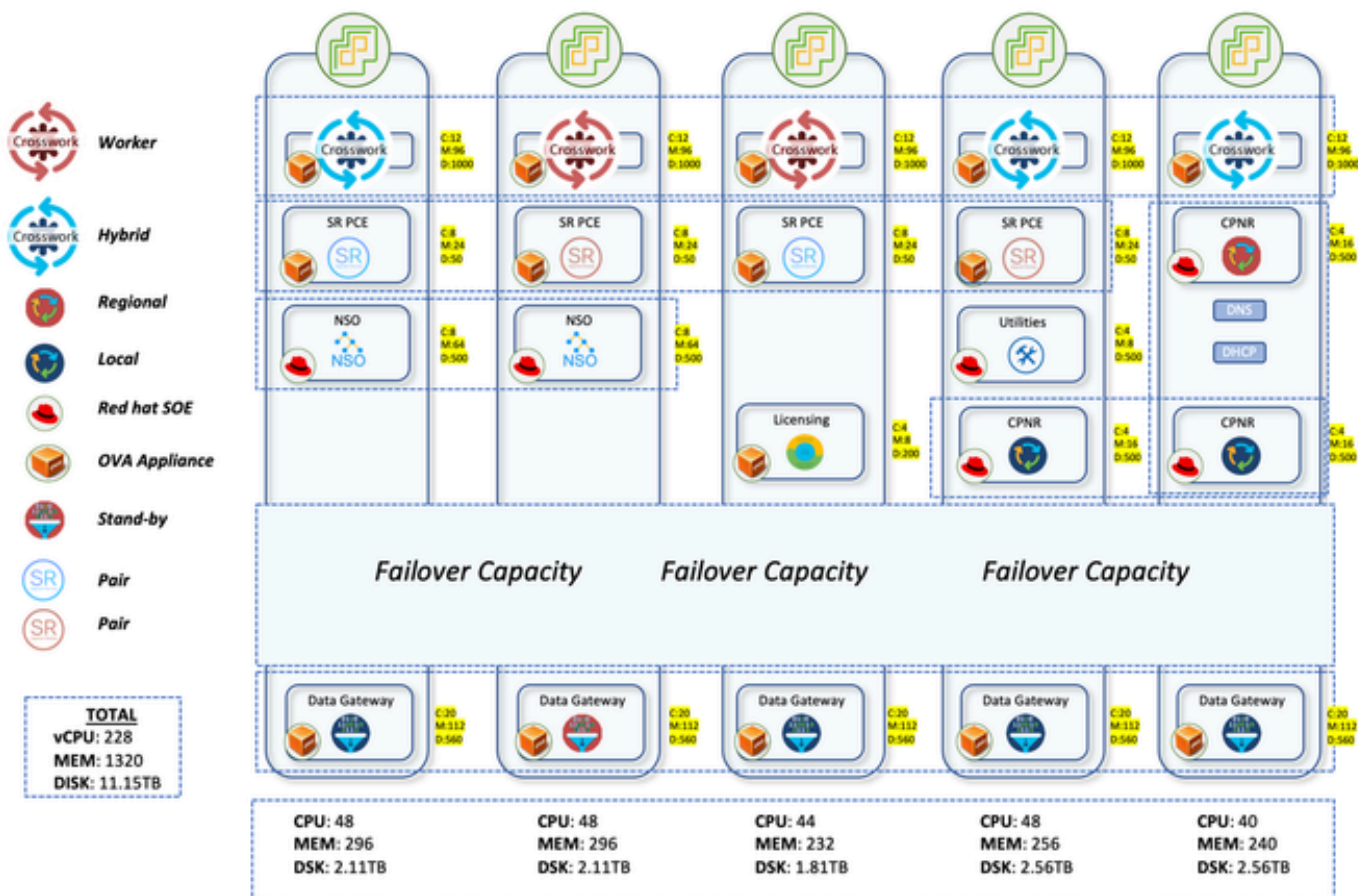 Crosswork
Worker
Crosswork
Hybrid
Regional
Local
Red hat SOE
OVA Appliance
Stand-by
SR
Pair
SR
Pair
TOTAL
vCPU: 228
MEM: 1320
DISK: 11.15TB
Crosswork
C:12
M:96
D:1000
Crosswork
C:12
M:96
D:1000
Crosswork
C:12
M:96
D:1000
Crosswork
C:12
M:96
D:1000
Crosswork
C:12
M:96
D:1000
SR PCE
SR
C:8
M:24
D:50
SR PCE
SR
C:8
M:24
D:50
SR PCE
SR
C:8
M:24
D:50
SR PCE
SR
C:8
M:24
D:50
CPNR
C:4
M:16
D:500
DNS
DHCP
NSO
NSO
C:8
M:64
D:500
NSO
NSO
C:8
M:64
D:500
Utilities
C:4
M:8
D:500
Licensing
C:4
M:8
D:200
CPNR
C:4
M:16
D:500
CPNR
C:4
M:16
D:500
Failover Capacity
Failover Capacity
Failover Capacity
Data Gateway
C:20
M:112
D:560
Data Gateway
C:20
M:112
D:560
Data Gateway
C:20
M:112
D:560
Data Gateway
C:20
M:112
D:560
Data Gateway
C:20
M:112
D:560
CPU: 48
MEM: 296
DSK: 2.11TB
CPU: 48
MEM: 296
DSK: 2.11TB
CPU: 44
MEM: 232
DSK: 1.81TB
CPU: 48
MEM: 256
DSK: 2.56TB
CPU: 40
MEM: 240
DSK: 2.56TB